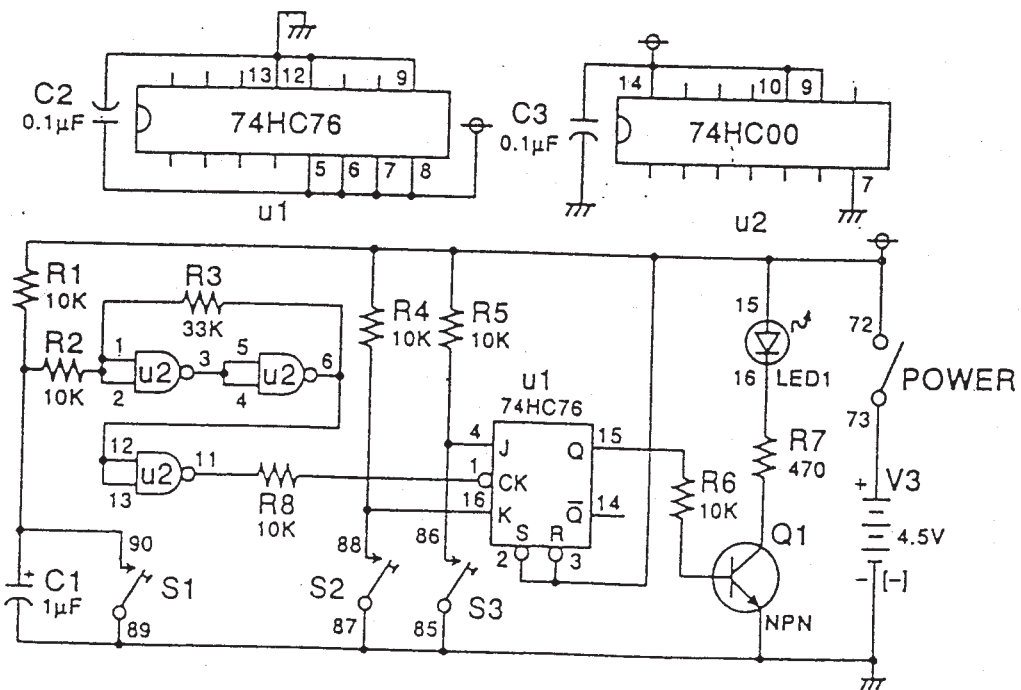 13 12 9
C2
0.1µF
74HC76
5 6 7 8
u1
14 10 9
C3
0.1µF
74HC00
7
u2
R1
10K
R2
10K
R3
33K
1
2
u2
3
5
4
u2
6
12
13
u2
11
R8
10K
R4
10K
R5
10K
u1
74HC76
4 J Q 15
1 CK
16 K Q 14
S R
2 3
R6
10K
15
16 LED1
R7
470
Q1
NPN
72
POWER
73
+ V3
4.5V
– [–]
+
C1
1µF
90
S1
89
88
S2
87
86
S3
85